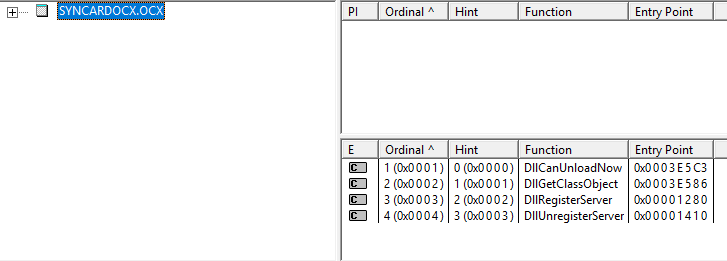 SYNCARDOCX.OCX
PI Ordinal ^ Hint Function Entry Point
E Ordinal ^ Hint Function Entry Point
C 1 (0x0001) 0 (0x0000) DllCanUnloadNow 0x0003E5C3
C 2 (0x0002) 1 (0x0001) DllGetClassObject 0x0003E586
C 3 (0x0003) 2 (0x0002) DllRegisterServer 0x00001280
C 4 (0x0004) 3 (0x0003) DllUnregisterServer 0x00001410